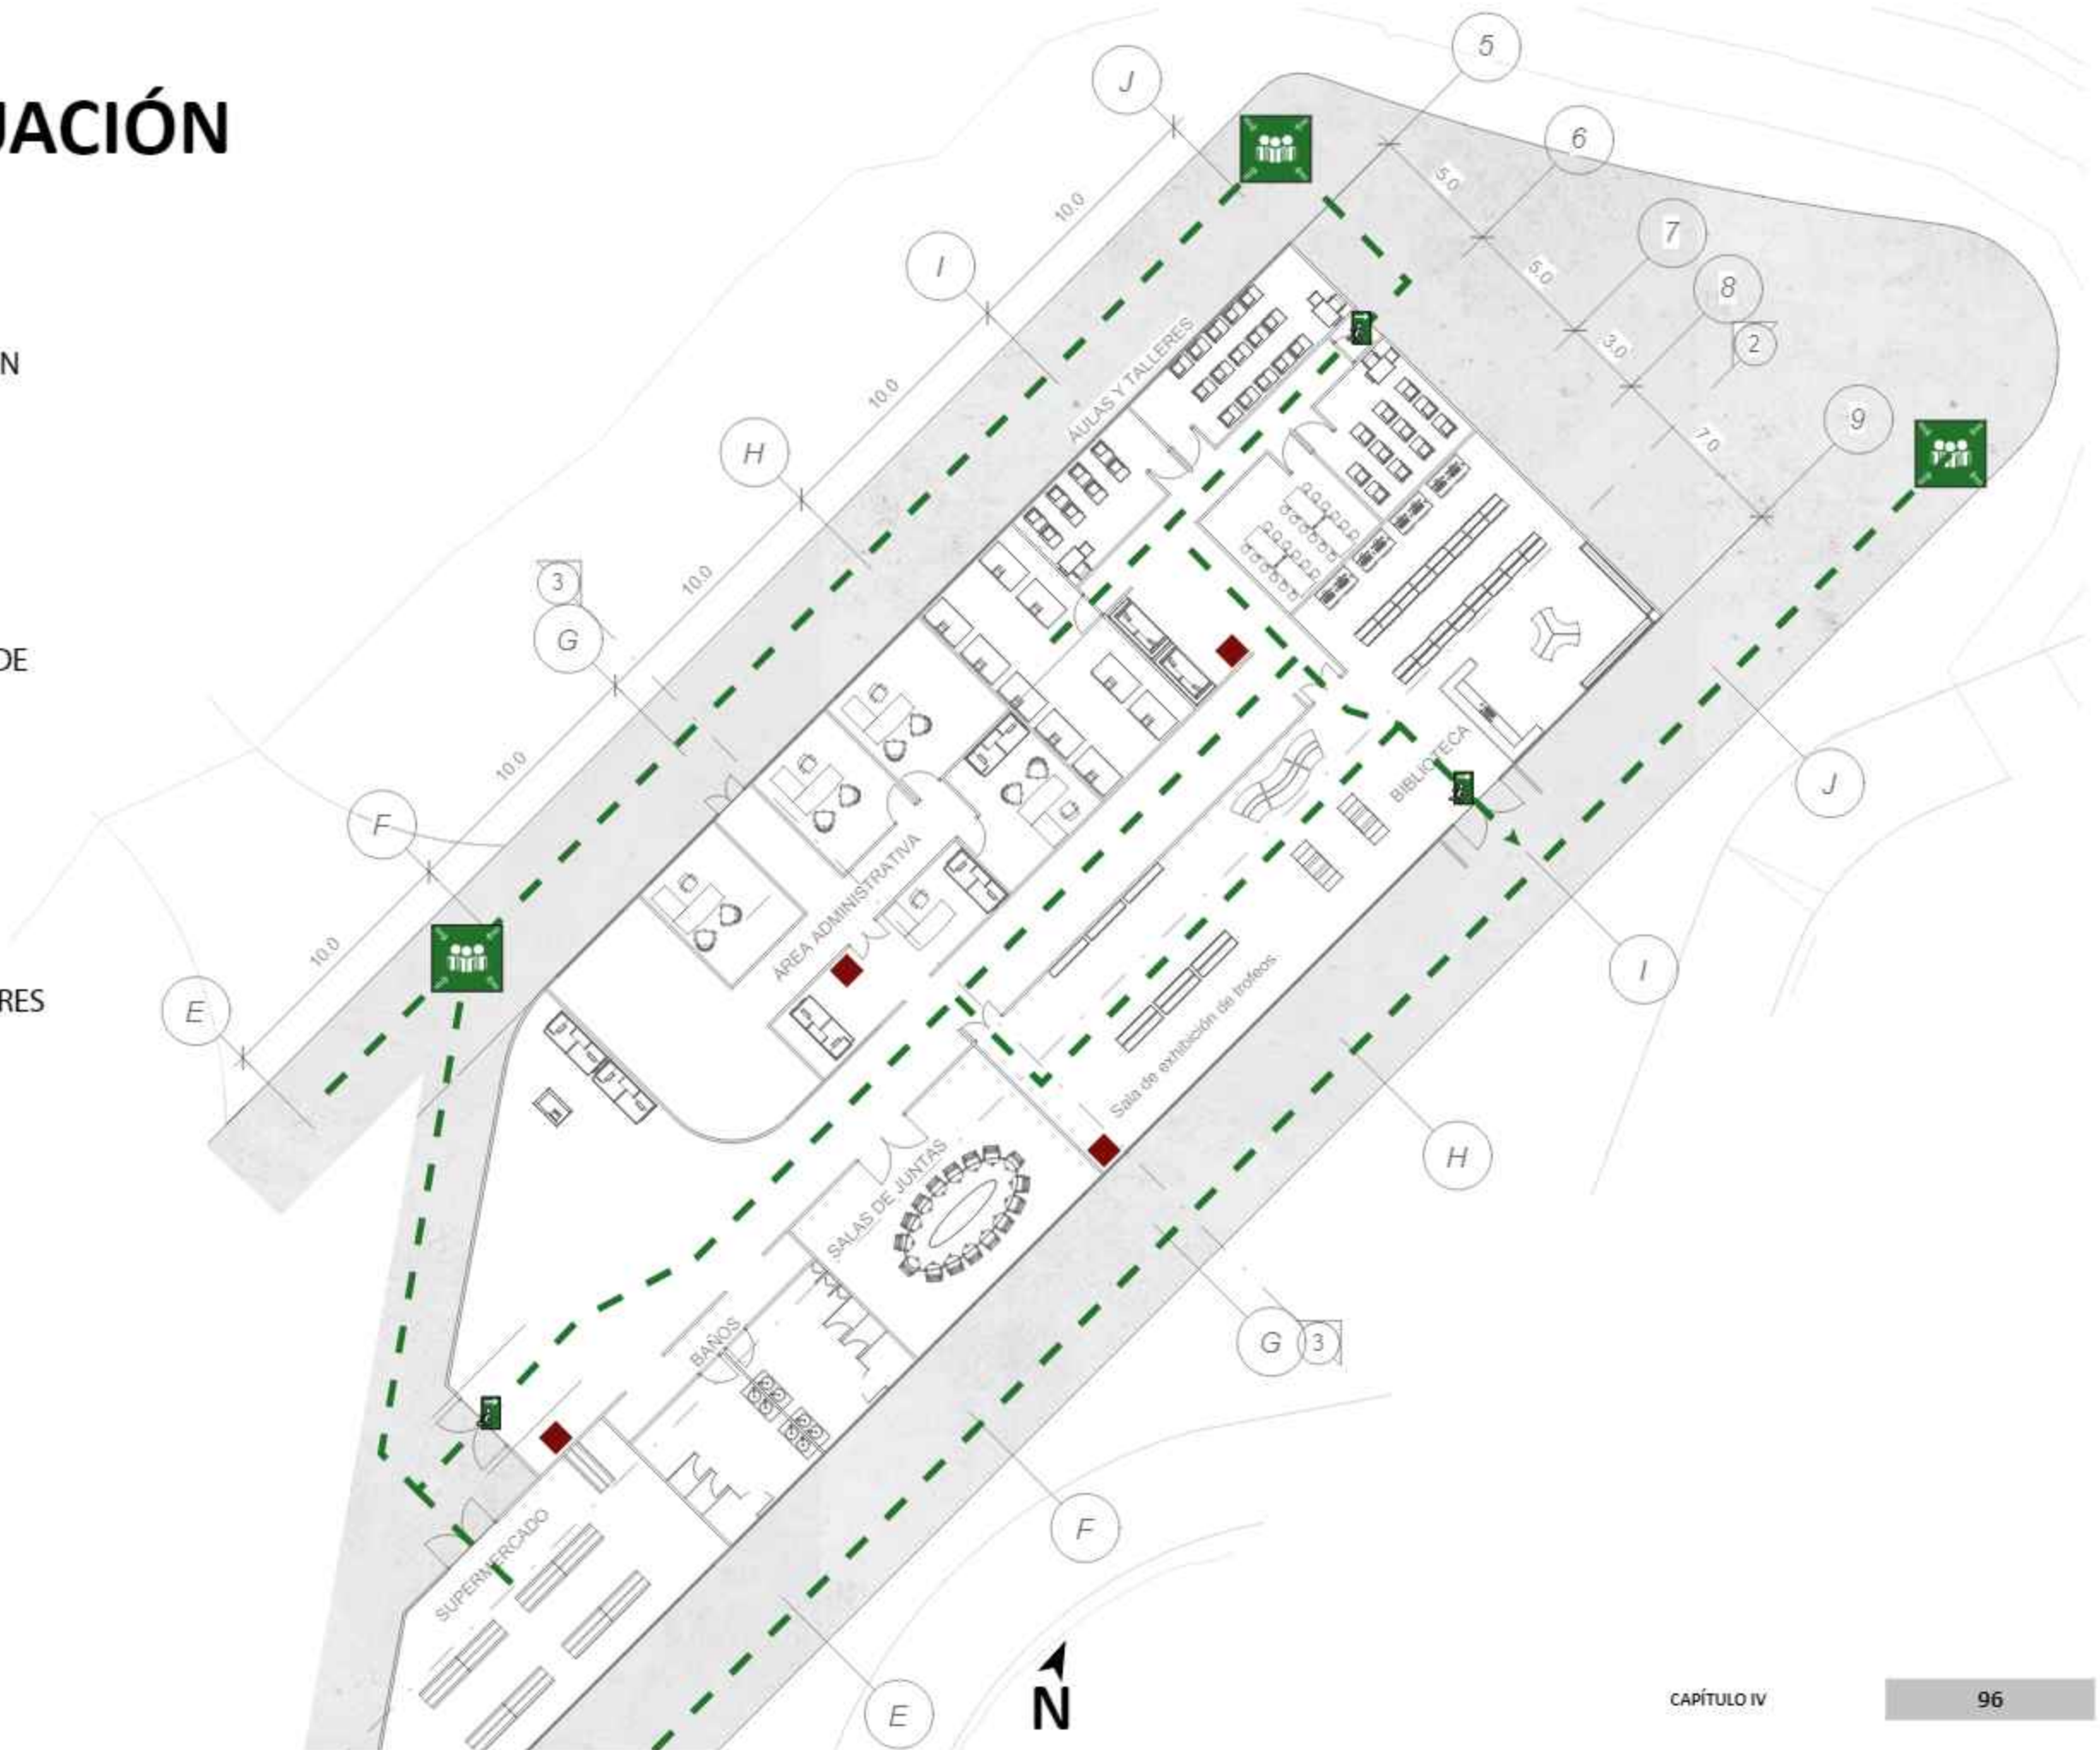 UACIÓN
N
DE
RES
J
5
6
7
8
2
9
I
H
3
G
F
E
10.0
10.0
10.0
10.0
10.0
5.0
5.0
3.0
7.0
AULAS Y TALLERES
ÁREA ADMINISTRATIVA
BIBLIOTECA
Sala de exhibición de trofeos.
SALAS DE JUNTAS
BAÑOS
SUPERMERCADO
J
I
H
G
3
F
E
N
CAPÍTULO IV
96